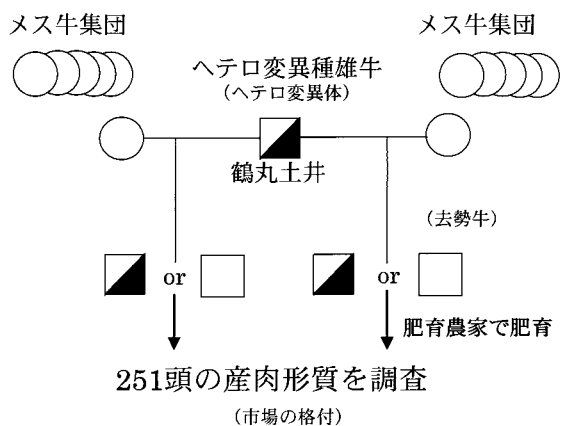 メス牛集団
メス牛集団
ヘテロ変異種雄牛
(ヘテロ変異体)
鶴丸土井
(去勢牛)
or
or
肥育農家で肥育
251頭の産肉形質を調査
(市場の格付)